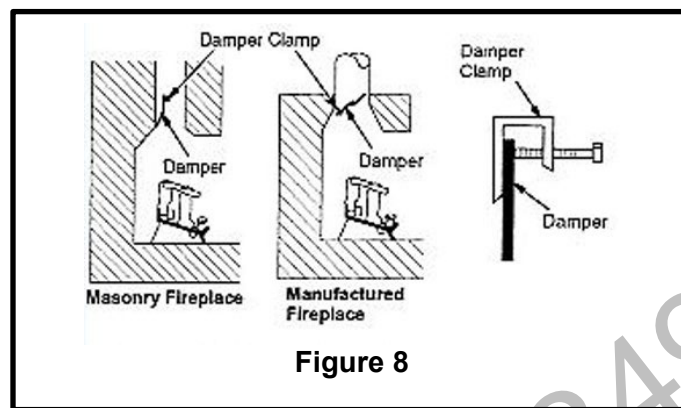 Damper Clamp
Damper
Clamp
Damper
Damper
Damper
Masonry Fireplace
Manufactured
Fireplace
Figure 8